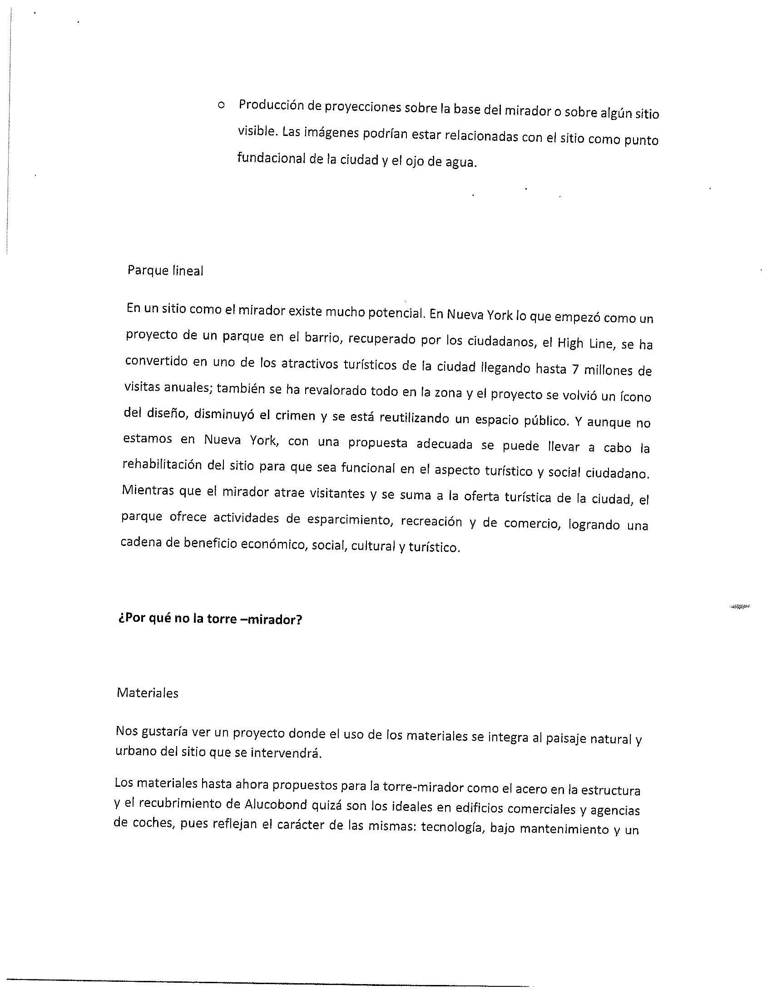 o Producción de proyecciones sobre la base del mirador o sobre algún sitio
visible. Las imágenes podrían estar relacionadas con el sitio como punto
fundacional de la ciudad y el ojo de agua.
Parque lineal
En un sitio como el mirador existe mucho potencial. En Nueva York lo que empezó como un
proyecto de un parque en el barrio, recuperado por los ciudadanos, el High Line, se ha
convertido en uno de los atractivos turísticos de la ciudad llegando hasta 7 millones de
visitas anuales; también se ha revalorado todo en la zona y el proyecto se volvió un ícono
del diseño, disminuyó el crimen y se está reutilizando un espacio público. Y aunque no
estamos en Nueva York, con una propuesta adecuada se puede llevar a cabo la
rehabilitación del sitio para que sea funcional en el aspecto turístico y social ciudadano.
Mientras que el mirador atrae visitantes y se suma a la oferta turística de la ciudad, el
parque ofrece actividades de esparcimiento, recreación y de comercio, logrando una
cadena de beneficio económico, social, cultural y turístico.
¿Por qué no la torre –mirador?
Materiales
Nos gustaría ver un proyecto donde el uso de los materiales se integra al paisaje natural y
urbano del sitio que se intervendrá.
Los materiales hasta ahora propuestos para la torre-mirador como el acero en la estructura
y el recubrimiento de Alucobond quizá son los ideales en edificios comerciales y agencias
de coches, pues reflejan el carácter de las mismas: tecnología, bajo mantenimiento y un